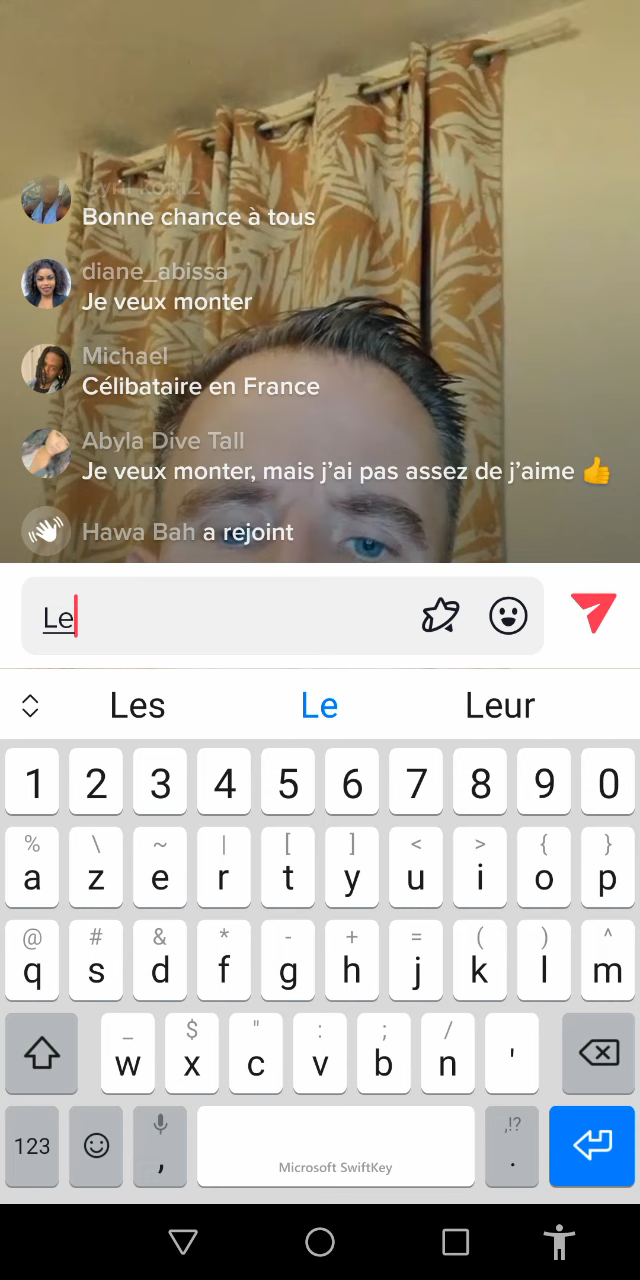 Bonne chance à tous
diane_abissa
Je veux monter
Michael
Célibataire en France
Abyla Dive Tall
Je veux monter, mais j'ai pas assez de j'aime 👍
Hawa Bah a rejoint
Le
Les Le Leur
1 2 3 4 5 6 7 8 9 0
% \ ~ | [ ] < > { }
a z e r t y u i o p
@ # & * - + = ( ) ^
q s d f g h j k l m
_ $ " : ; /
w x c v b n '
123 , Microsoft SwiftKey ,!? .